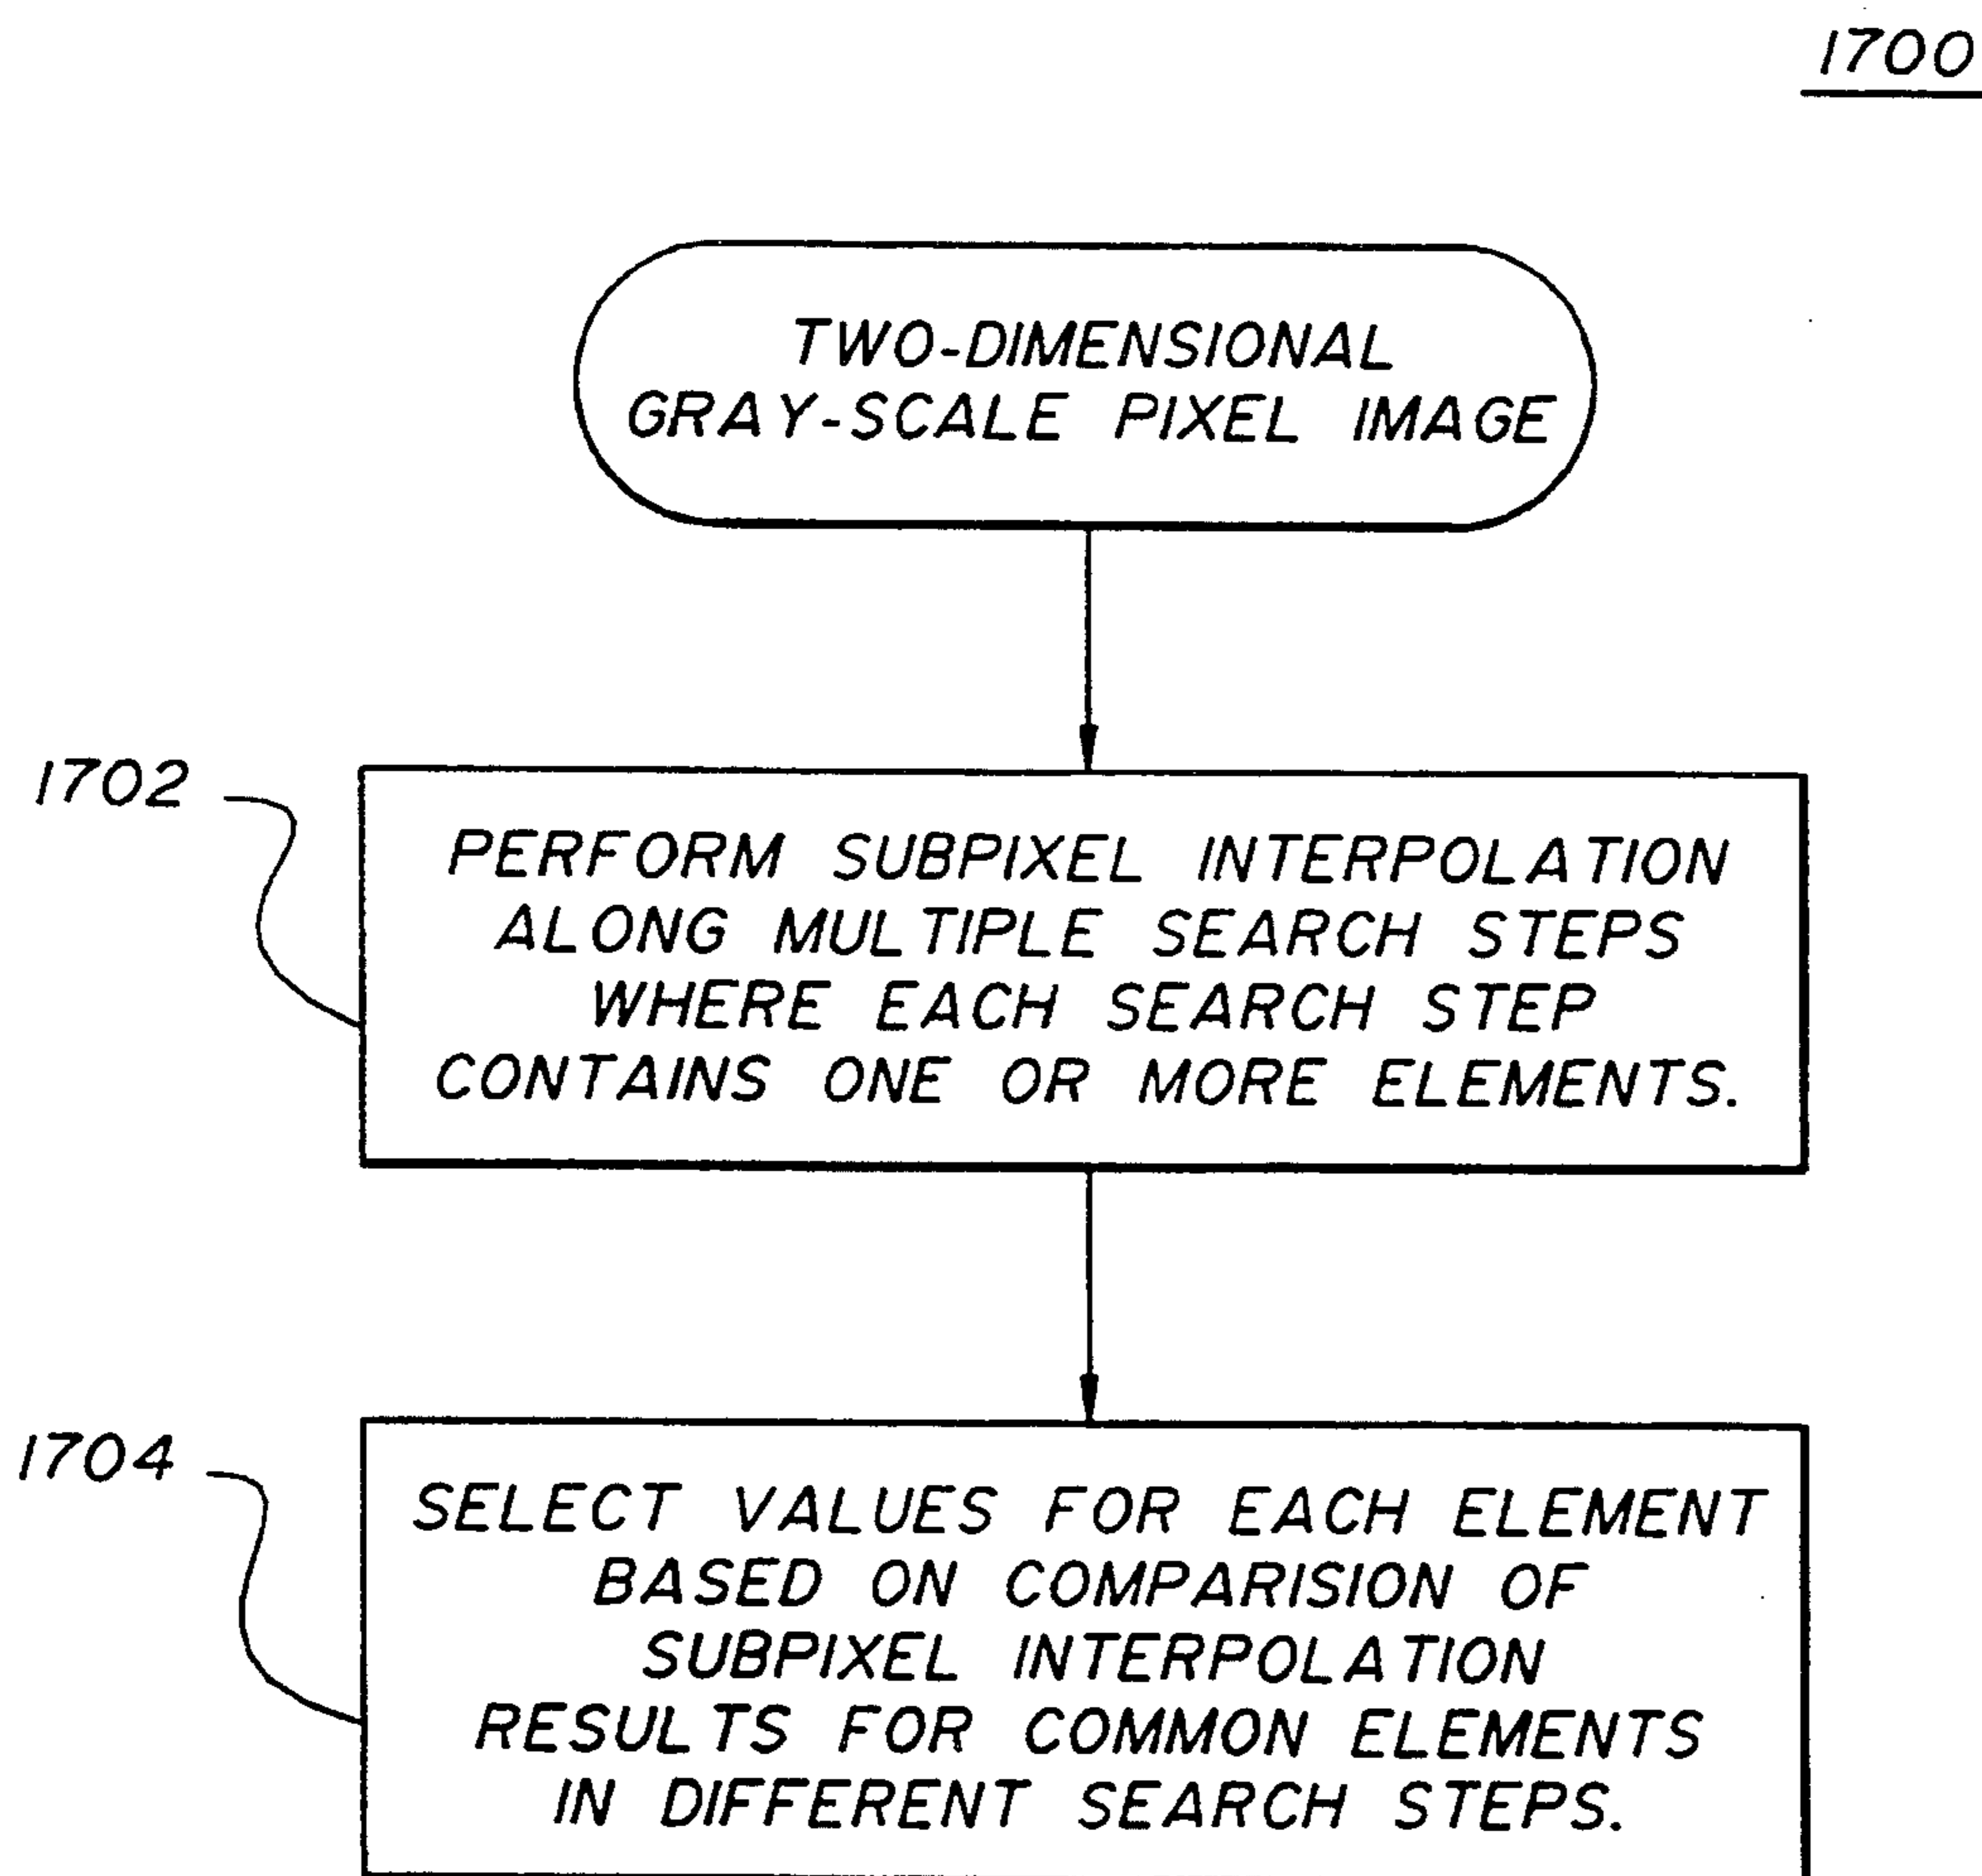 1700
TWO-DIMENSIONAL
GRAY-SCALE PIXEL IMAGE
1702
PERFORM SUBPIXEL INTERPOLATION
ALONG MULTIPLE SEARCH STEPS
WHERE EACH SEARCH STEP
CONTAINS ONE OR MORE ELEMENTS.
1704
SELECT VALUES FOR EACH ELEMENT
BASED ON COMPARISION OF
SUBPIXEL INTERPOLATION
RESULTS FOR COMMON ELEMENTS
IN DIFFERENT SEARCH STEPS.